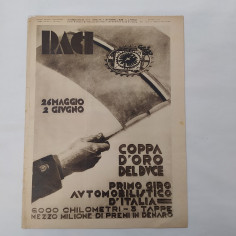 RACI
26 MAGGIO
2 GIUGNO
COPPA
D'ORO
DEL DUCE
PRIMO GIRO
AUTOMOBILISTICO
D'ITALIA
6000 CHILOMETRI - 8 TAPPE
MEZZO MILIONE DI PREMI IN DENARO